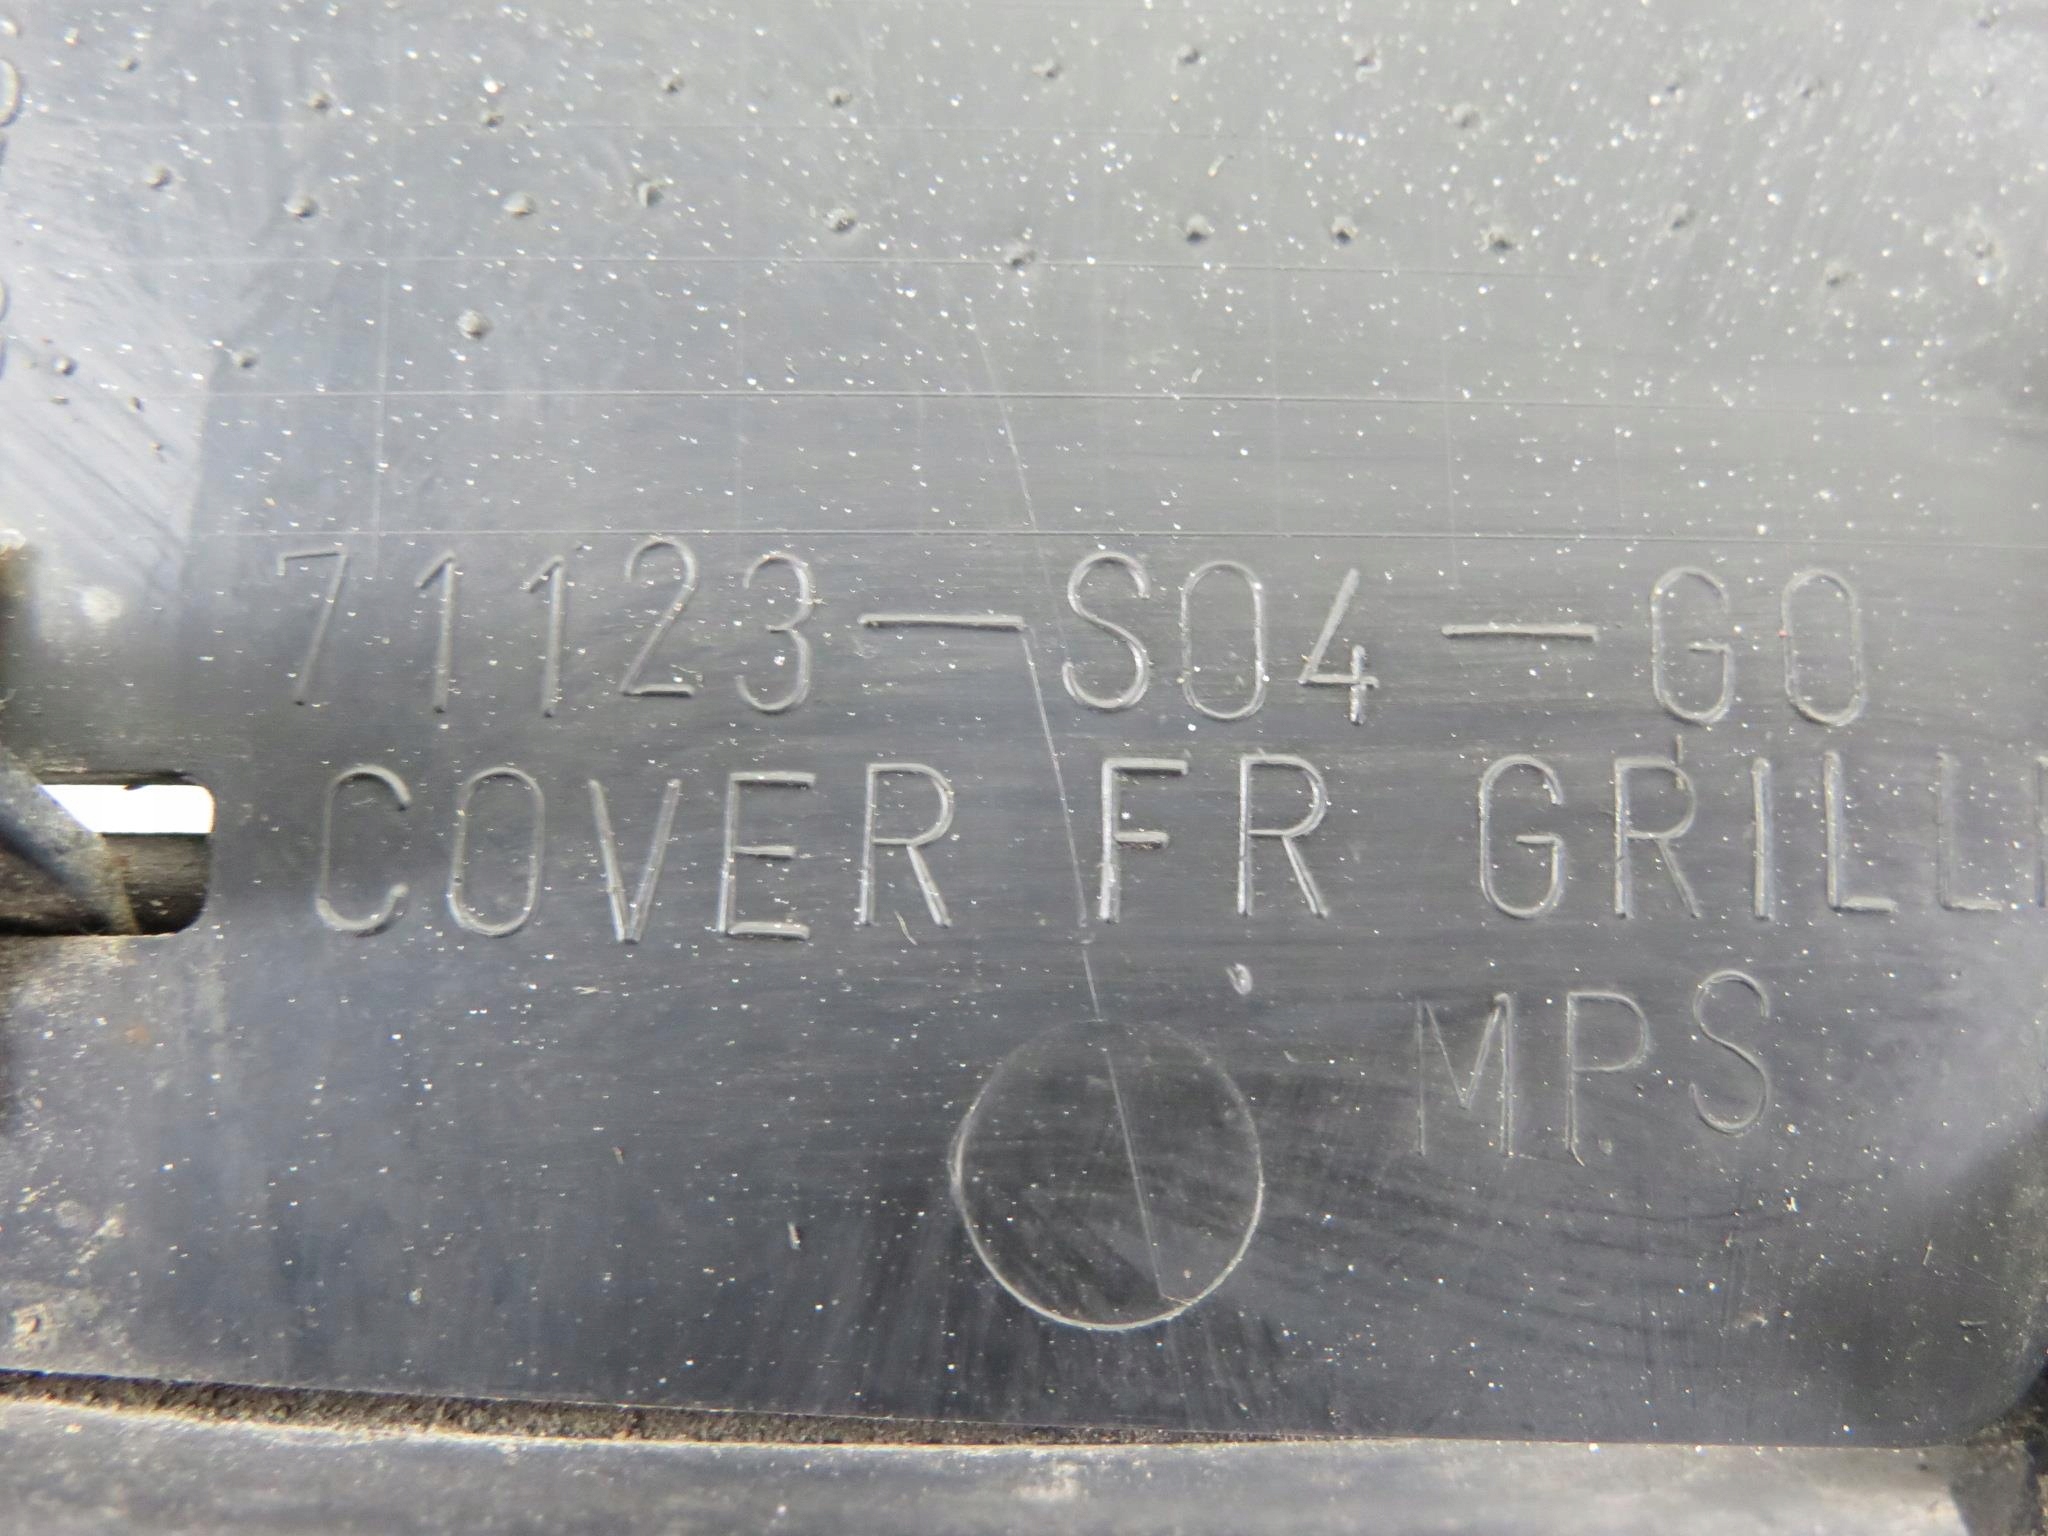 71123-S04-G0
COVER FR GRILL
MPS